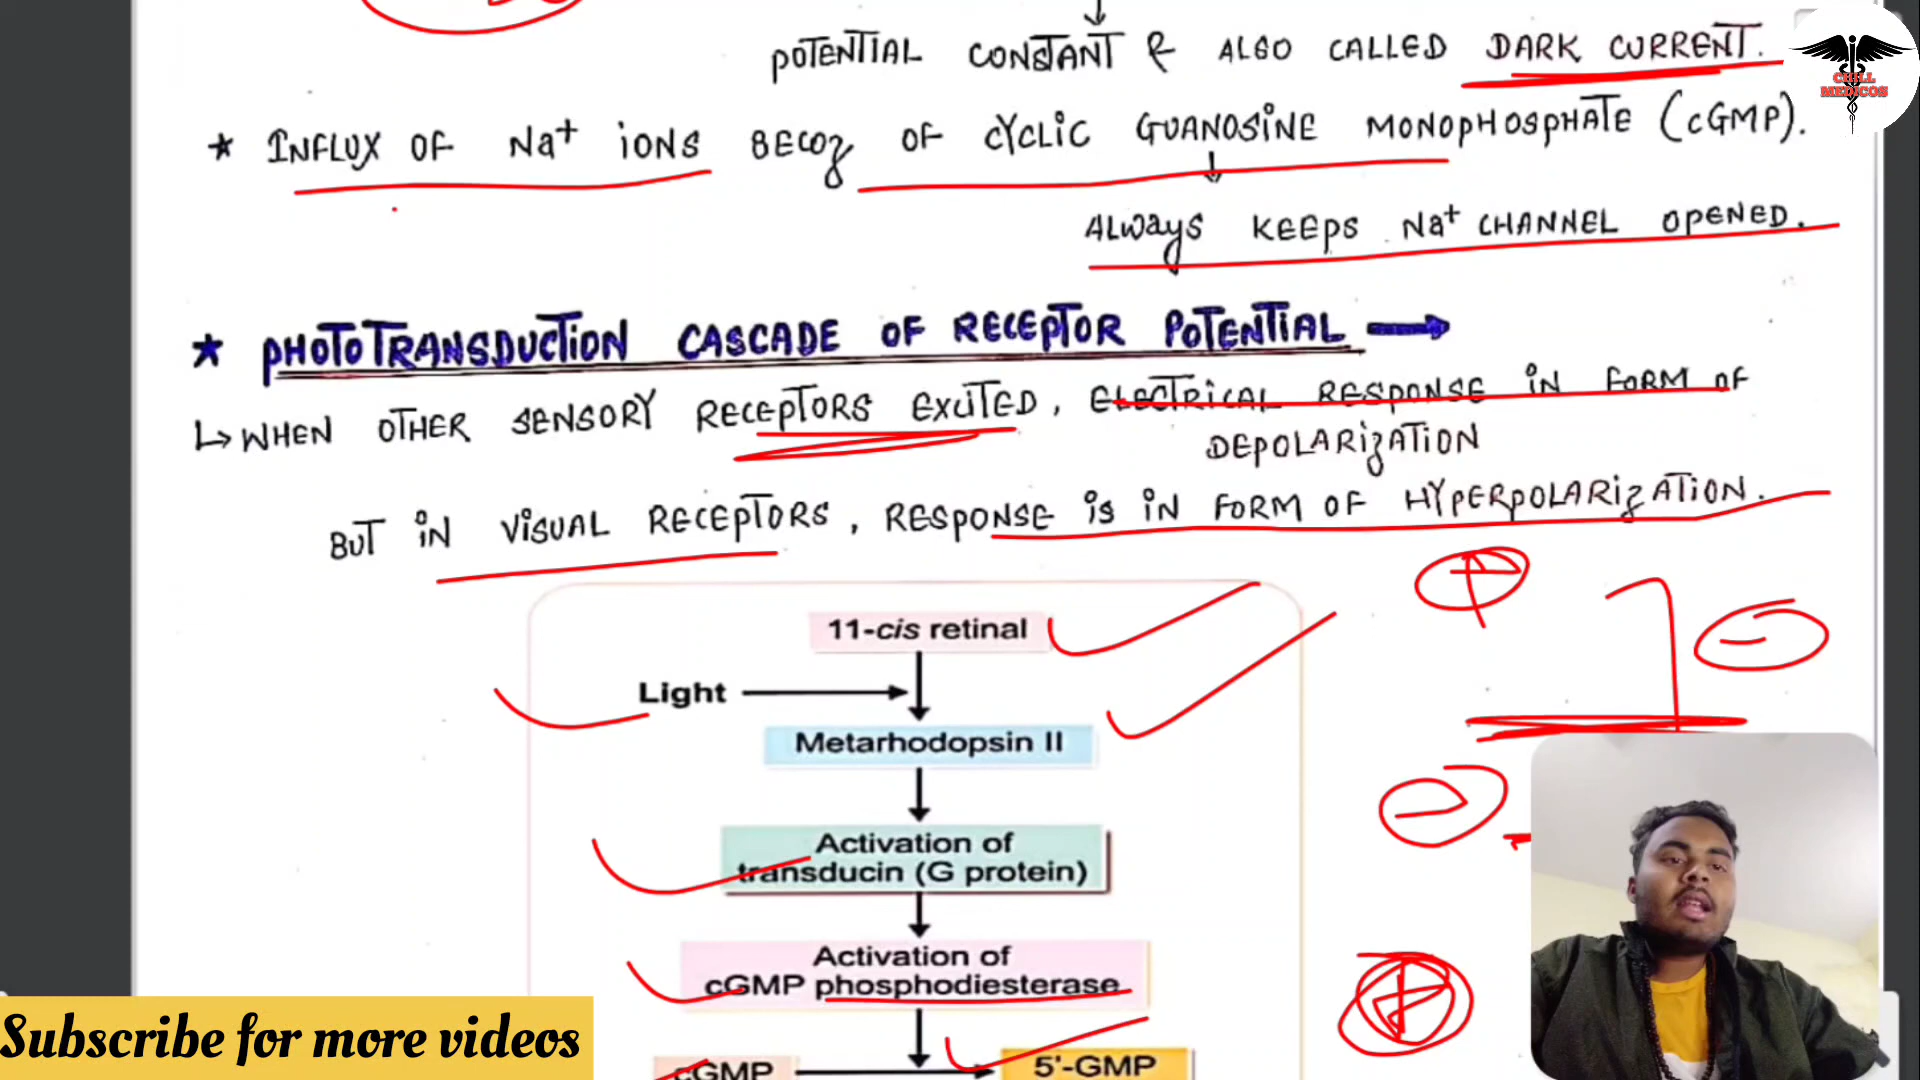 POTENTIAL CONSTANT & ALSO CALLED DARK CURRENT.
CHILL
MEDICOS
★ INFLUX OF Na+ iONS BECOZ OF CYCLIC GUANOSINE MONOPHOSPHATE (cGMP).
↓
ALWAYS KEEPS Na+ CHANNEL OPENED.
★ PHOTOTRANSDUCTION CASCADE OF RECEPTOR POTENTIAL →
↳ WHEN OTHER SENSORY RECEPTORS EXCITED, ELECTRICAL RESPONSE IN FORM OF
DEPOLARIZATION
BUT IN VISUAL RECEPTORS, RESPONSE IS IN FORM OF HYPERPOLARIZATION.
11-cis retinal
Light
Metarhodopsin II
Activation of
transducin (G protein)
Activation of
cGMP phosphodiesterase
cGMP 5'-GMP
Subscribe for more videos